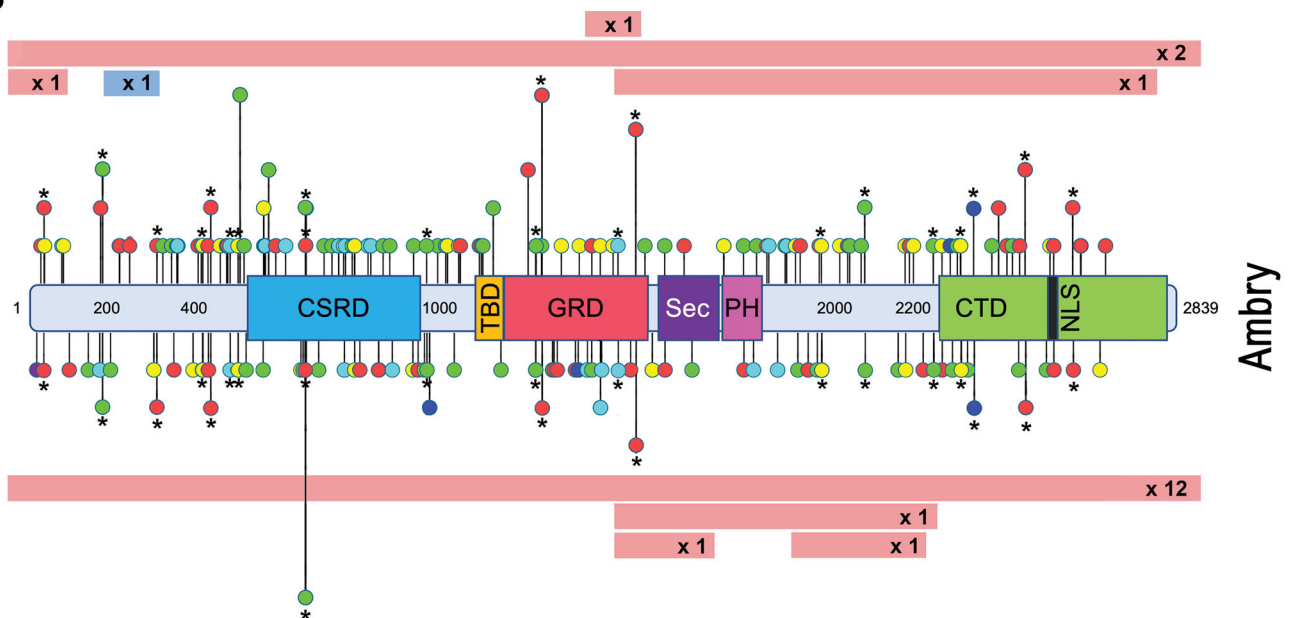 x 1
x 2
x 1 x 1 x 1
* *
* *
* * * * * *
* * * * * * * * * *
1 200 400 CSRD 1000 TBD GRD Sec PH 2000 2200 CTD NLS 2839
Ambry
* * * * * * * * * *
* * * * * *
*
x 12
x 1
x 1 x 1
*